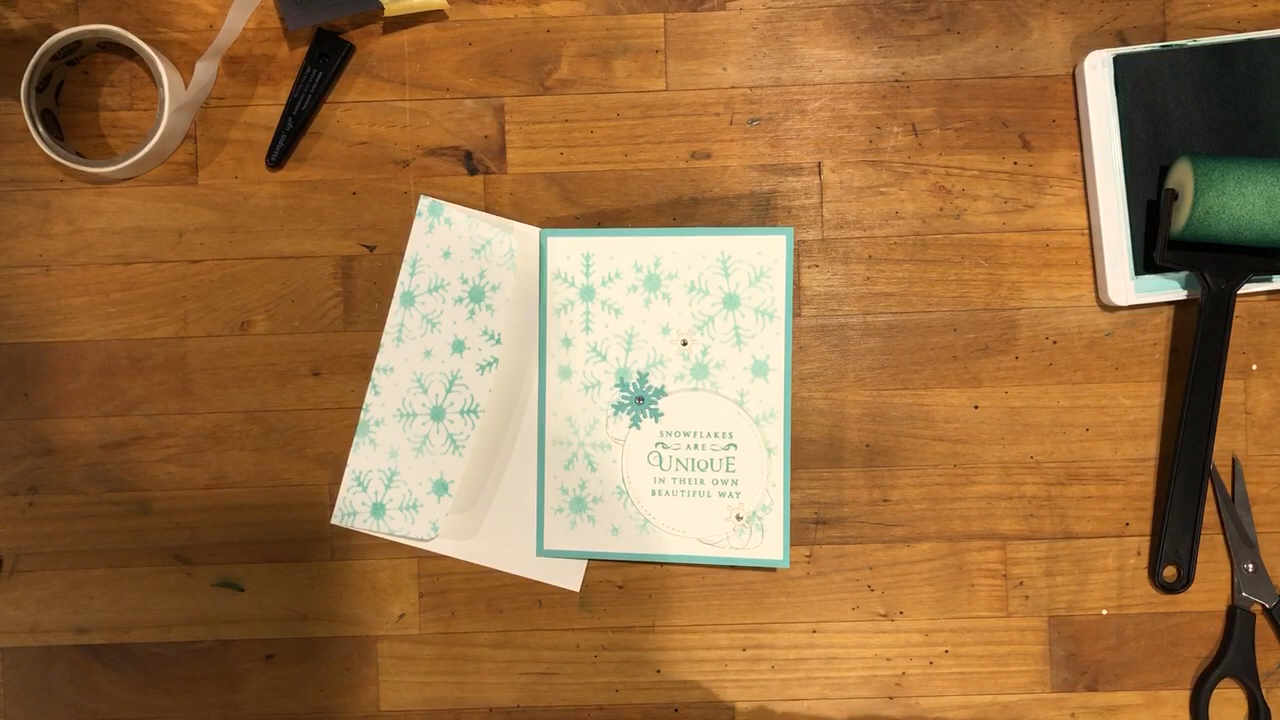 SNOWFLAKES
ARE
UNIQUE
IN THEIR OWN
BEAUTIFUL WAY